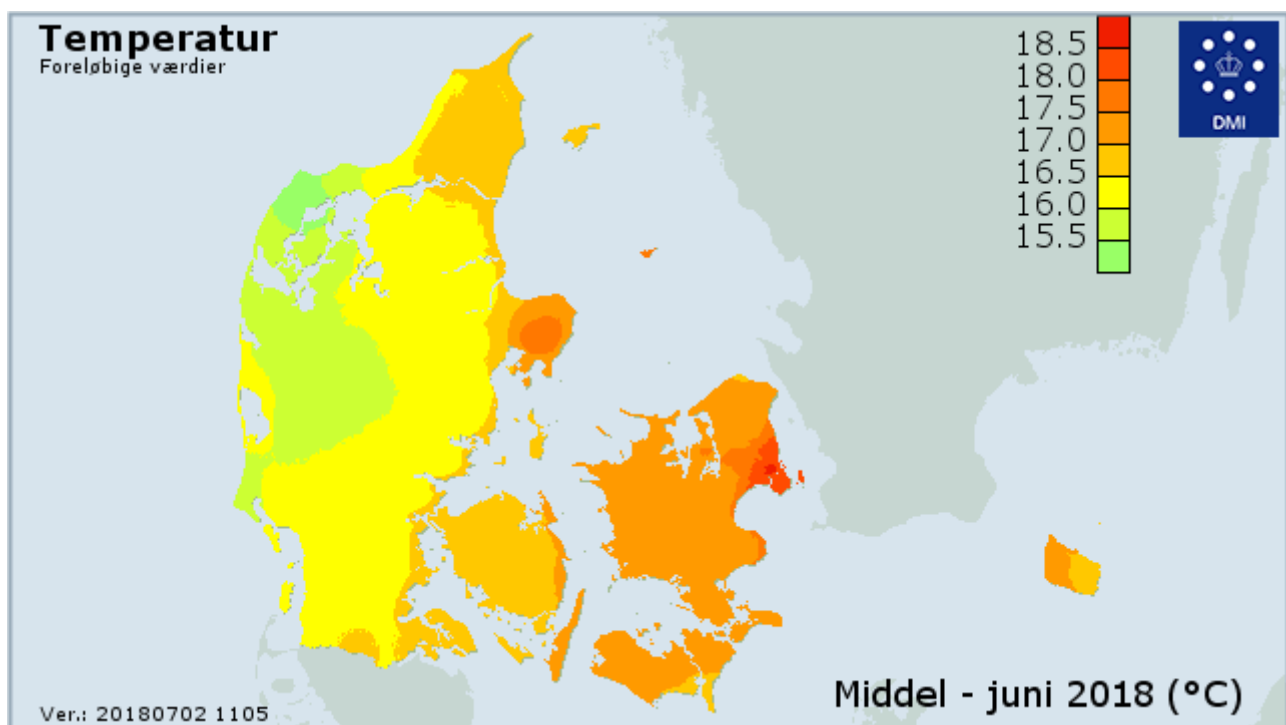 Temperatur
Foreløbige værdier
18.5
18.0
17.5
17.0
16.5
16.0
15.5
DMI
Middel - juni 2018 (°C)
Ver.: 20180702 1105